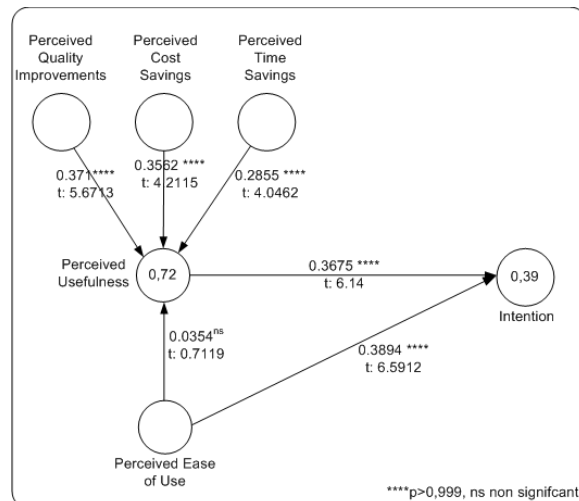 Perceived
Quality
Improvements
Perceived
Cost
Savings
Perceived
Time
Savings
0.371****
t: 5.6713
0.3562 ****
t: 4.2115
0.2855 ****
t: 4.0462
Perceived
Usefulness
0,72
0.3675 ****
t: 6.14
0,39
Intention
0.0354ns
t: 0.7119
0.3894 ****
t: 6.5912
Perceived Ease
of Use
****p>0,999, ns non signifcant